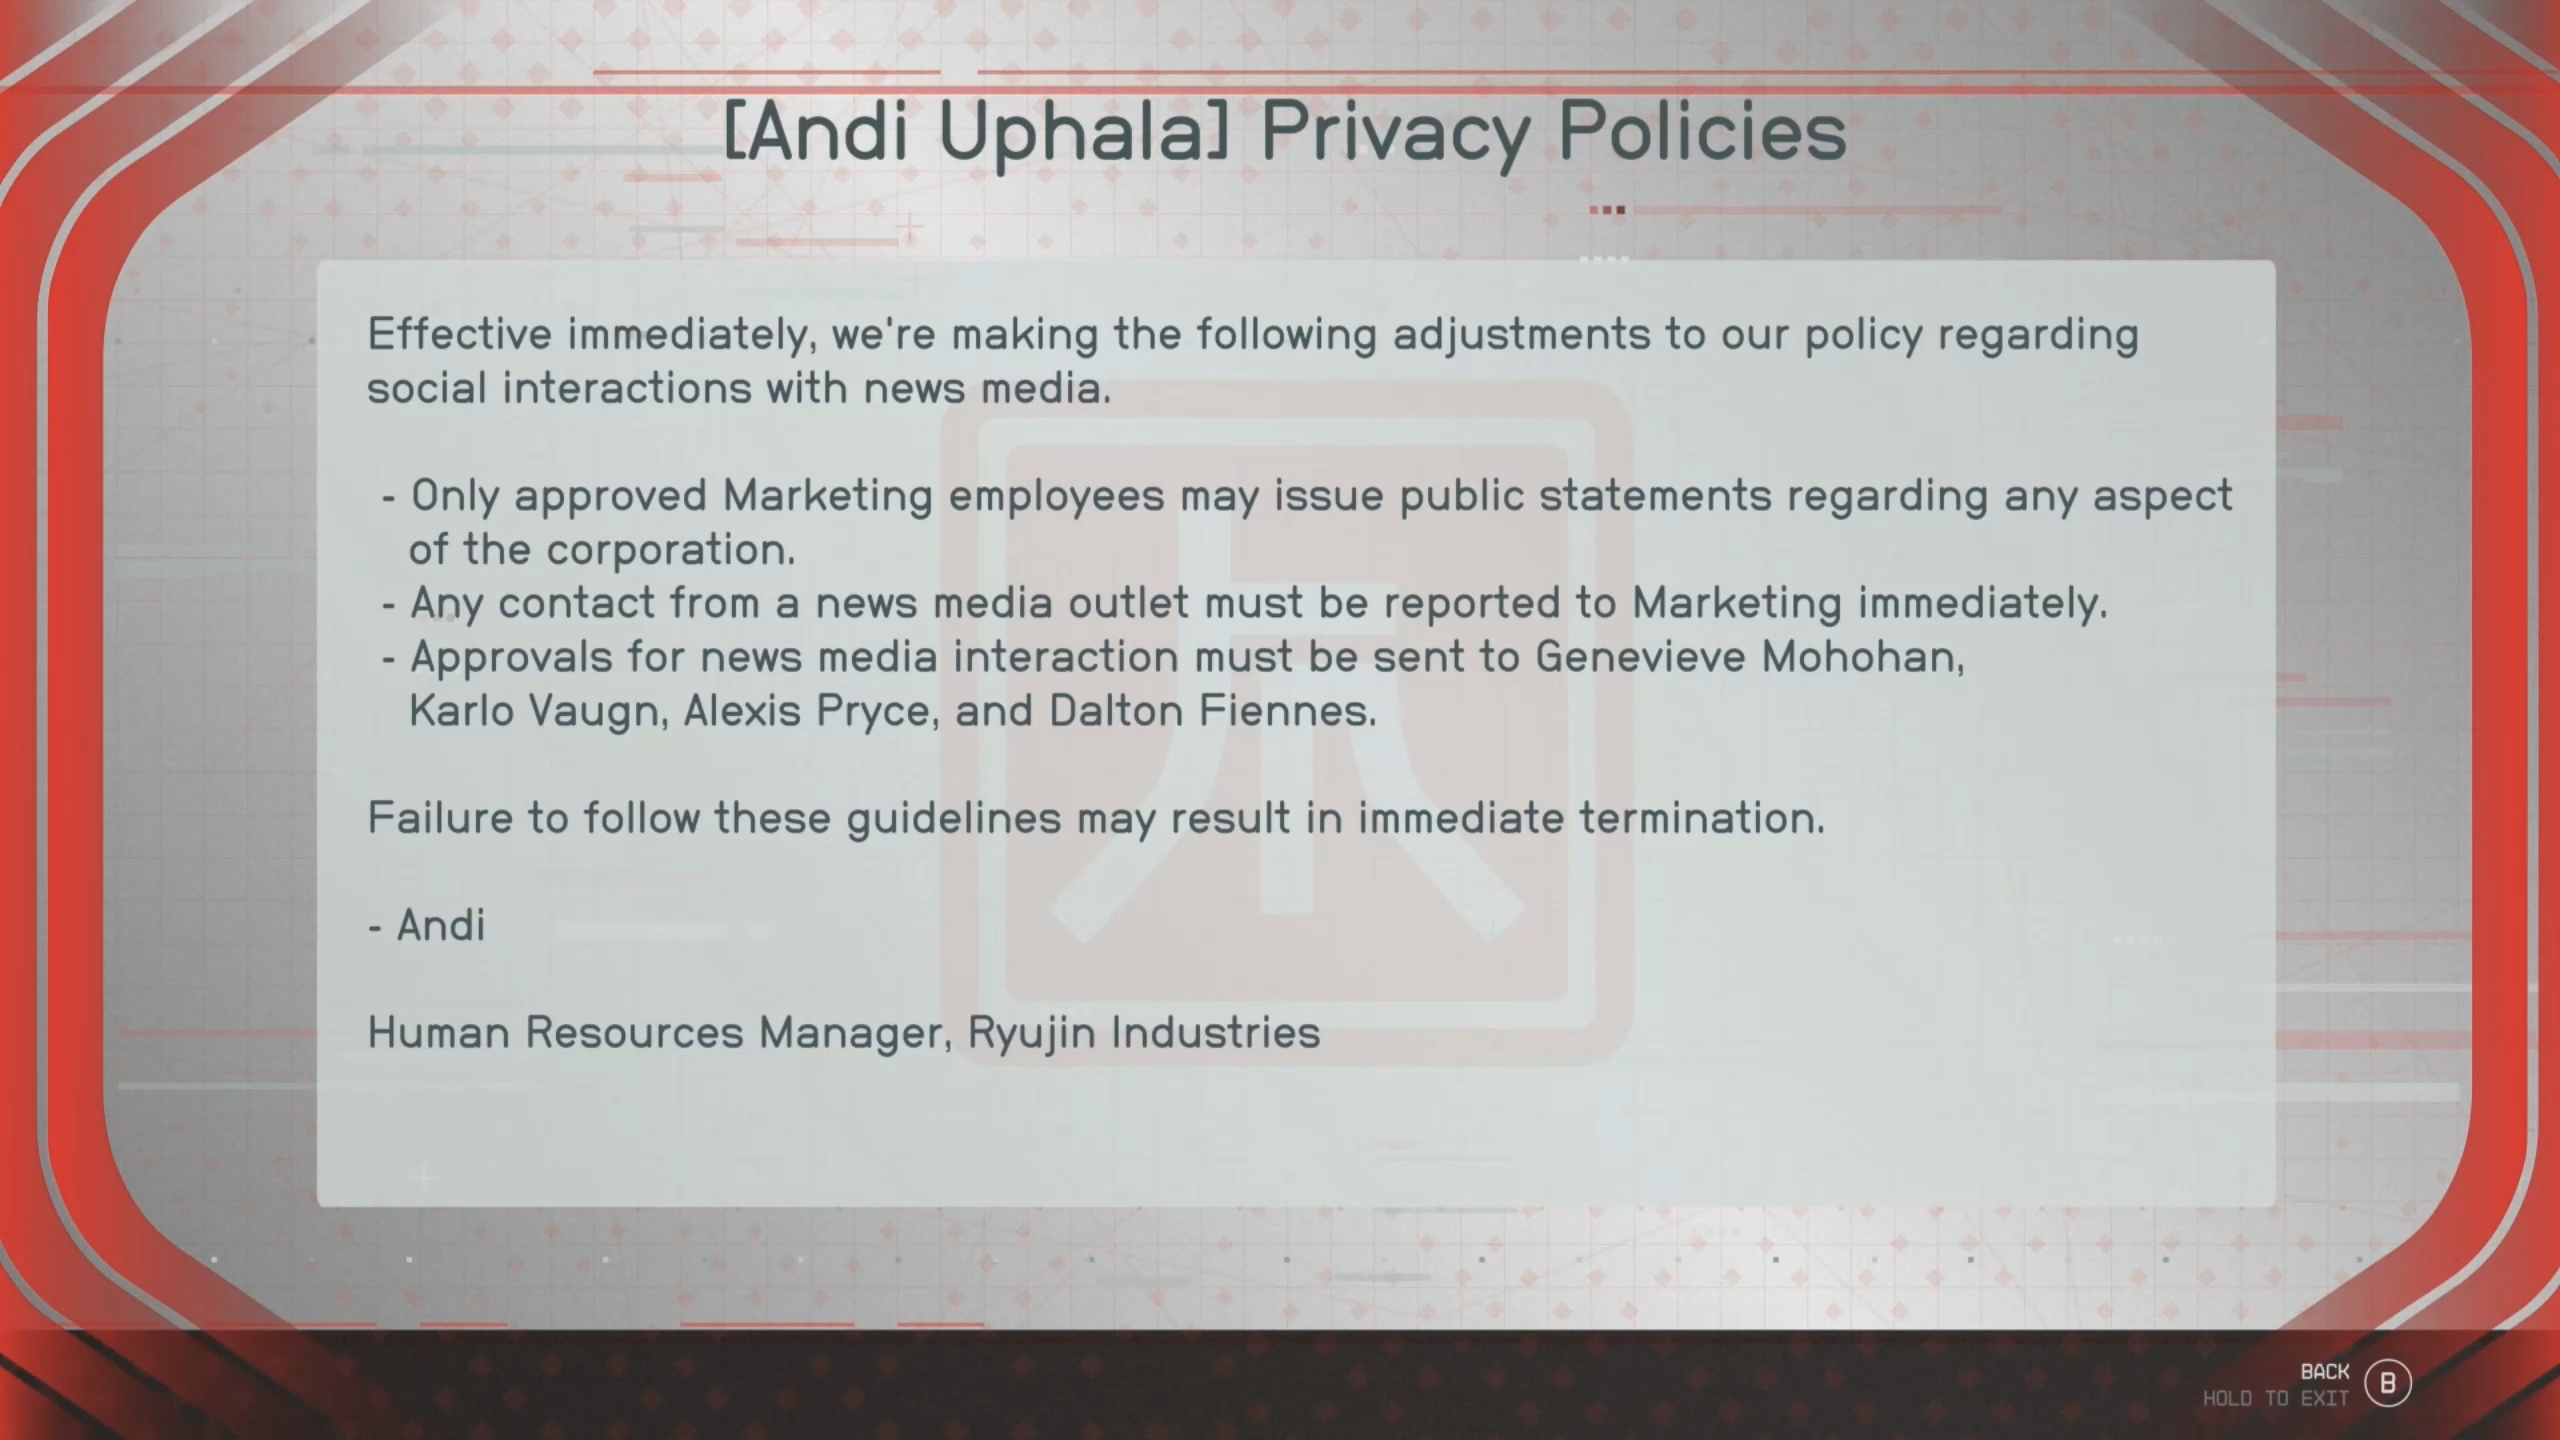 [Andi Uphala] Privacy Policies
Effective immediately, we're making the following adjustments to our policy regarding
social interactions with news media.
- Only approved Marketing employees may issue public statements regarding any aspect
of the corporation.
- Any contact from a news media outlet must be reported to Marketing immediately.
- Approvals for news media interaction must be sent to Genevieve Mohohan,
Karlo Vaugn, Alexis Pryce, and Dalton Fiennes.
Failure to follow these guidelines may result in immediate termination.
- Andi
Human Resources Manager, Ryujin Industries
BACK
B
HOLD TO EXIT